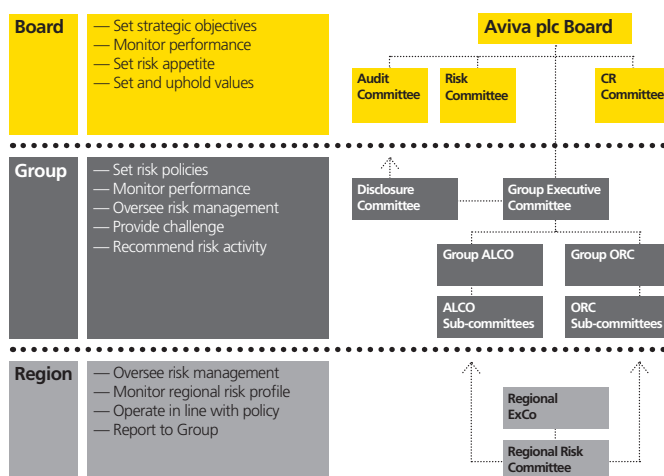 Board
— Set strategic objectives
— Monitor performance
— Set risk appetite
— Set and uphold values
Aviva plc Board
Audit
Committee
Risk
Committee
CR
Committee
Group
— Set risk policies
— Monitor performance
— Oversee risk management
— Provide challenge
— Recommend risk activity
Disclosure
Committee
Group Executive
Committee
Group ALCO
Group ORC
ALCO
Sub-committees
ORC
Sub-committees
Region
— Oversee risk management
— Monitor regional risk profile
— Operate in line with policy
— Report to Group
Regional
ExCo
Regional Risk
Committee